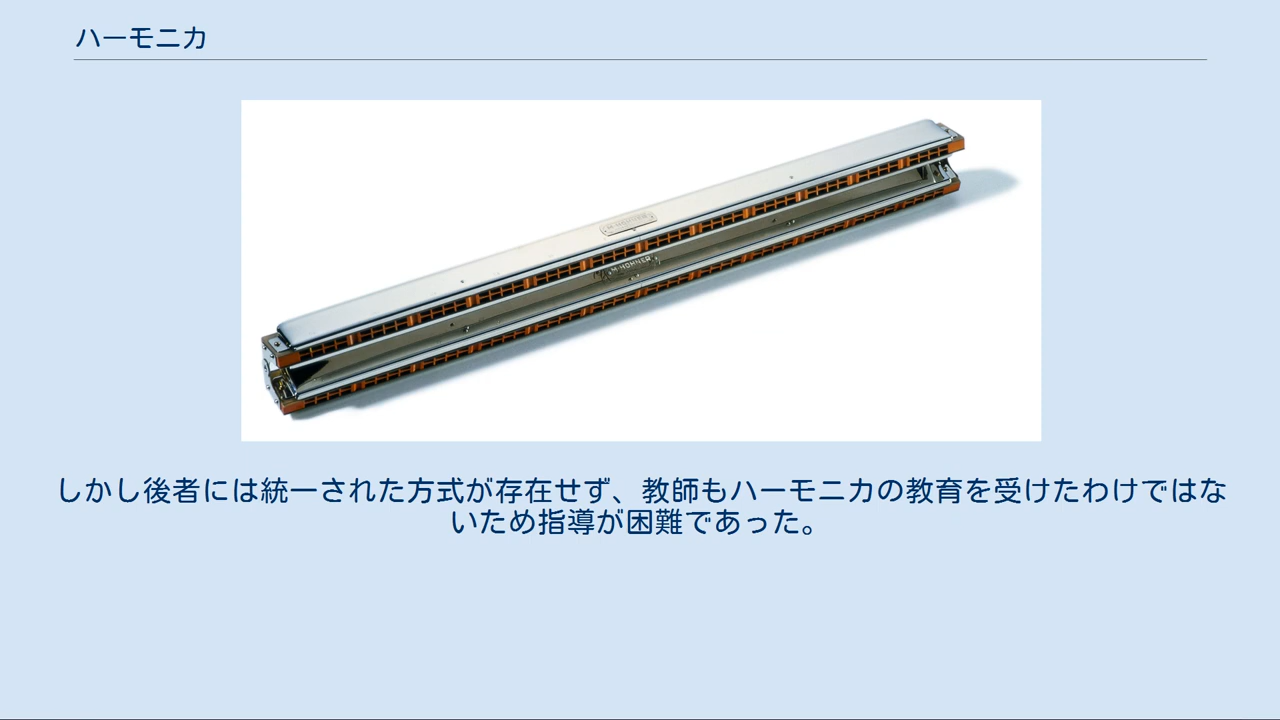 ハーモニカ
M. HOHNER
しかし後者には統一された方式が存在せず、教師もハーモニカの教育を受けたわけではな
いため指導が困難であった。